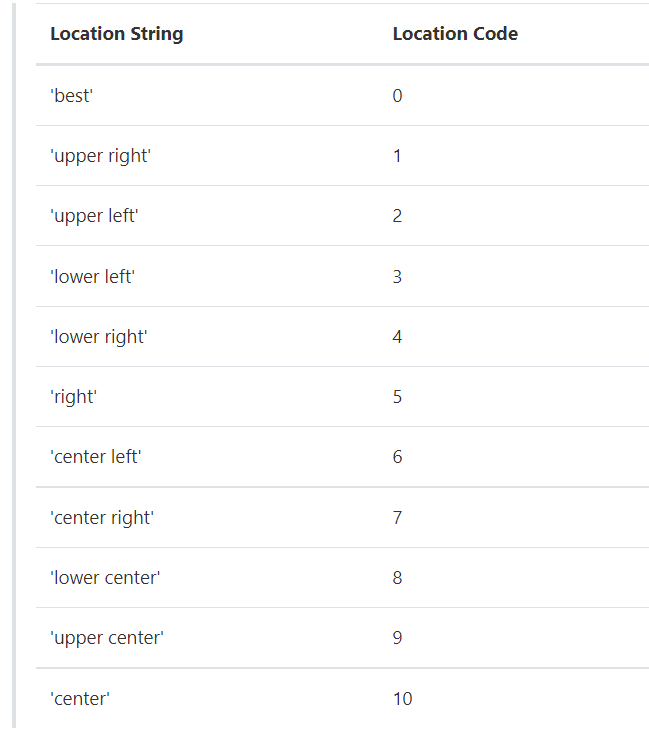 Location String Location Code
'best' 0
'upper right' 1
'upper left' 2
'lower left' 3
'lower right' 4
'right' 5
'center left' 6
'center right' 7
'lower center' 8
'upper center' 9
'center' 10